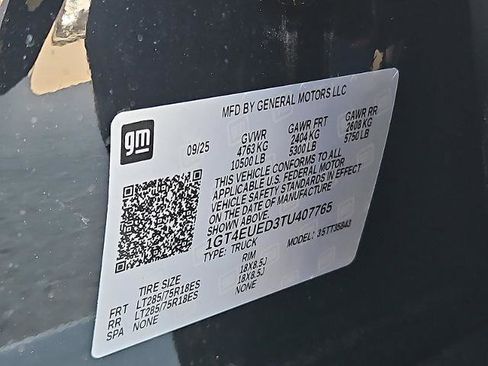 gm
MFD BY GENERAL MOTORS LLC
09/25
GVWR GAWR FRT GAWR RR
4763 KG 2404 KG 2608 KG
10500 LB 5300 LB 5750 LB
THIS VEHICLE CONFORMS TO ALL
APPLICABLE U.S. FEDERAL MOTOR
VEHICLE SAFETY STANDARDS IN EFFECT
ON THE DATE OF MANUFACTURE
SHOWN ABOVE.
1GT4EUED3TU407765
TYPE: TRUCK MODEL:
TIRE SIZE RIM
FRT LT285/75R18ES 18X8.5J
RR LT285/75R18ES 18X8.5J
SPA NONE NONE